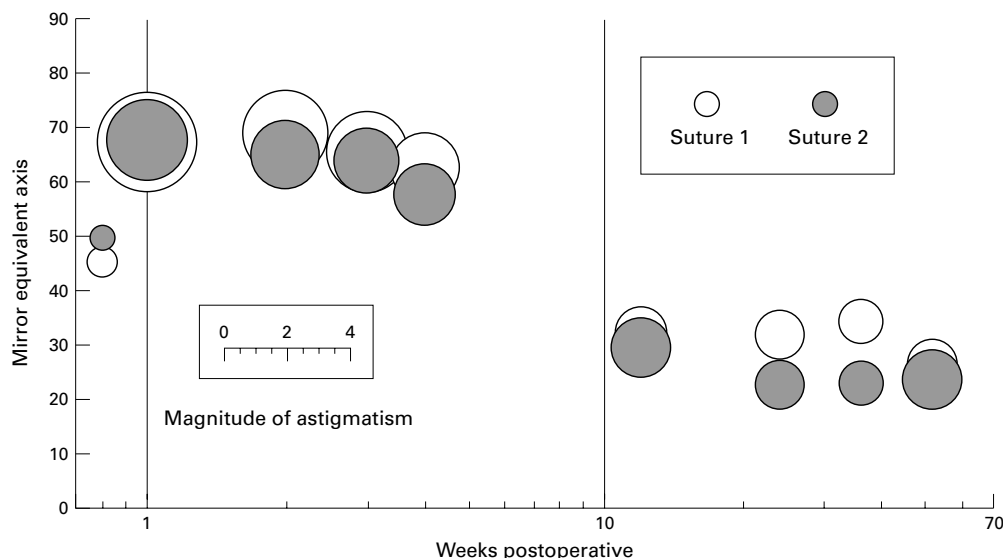 90
80
70
60
50
40
30
20
10
0
Mirror equivalent axis
Suture 1 Suture 2
0 2 4
Magnitude of astigmatism
1 10 70
Weeks postoperative